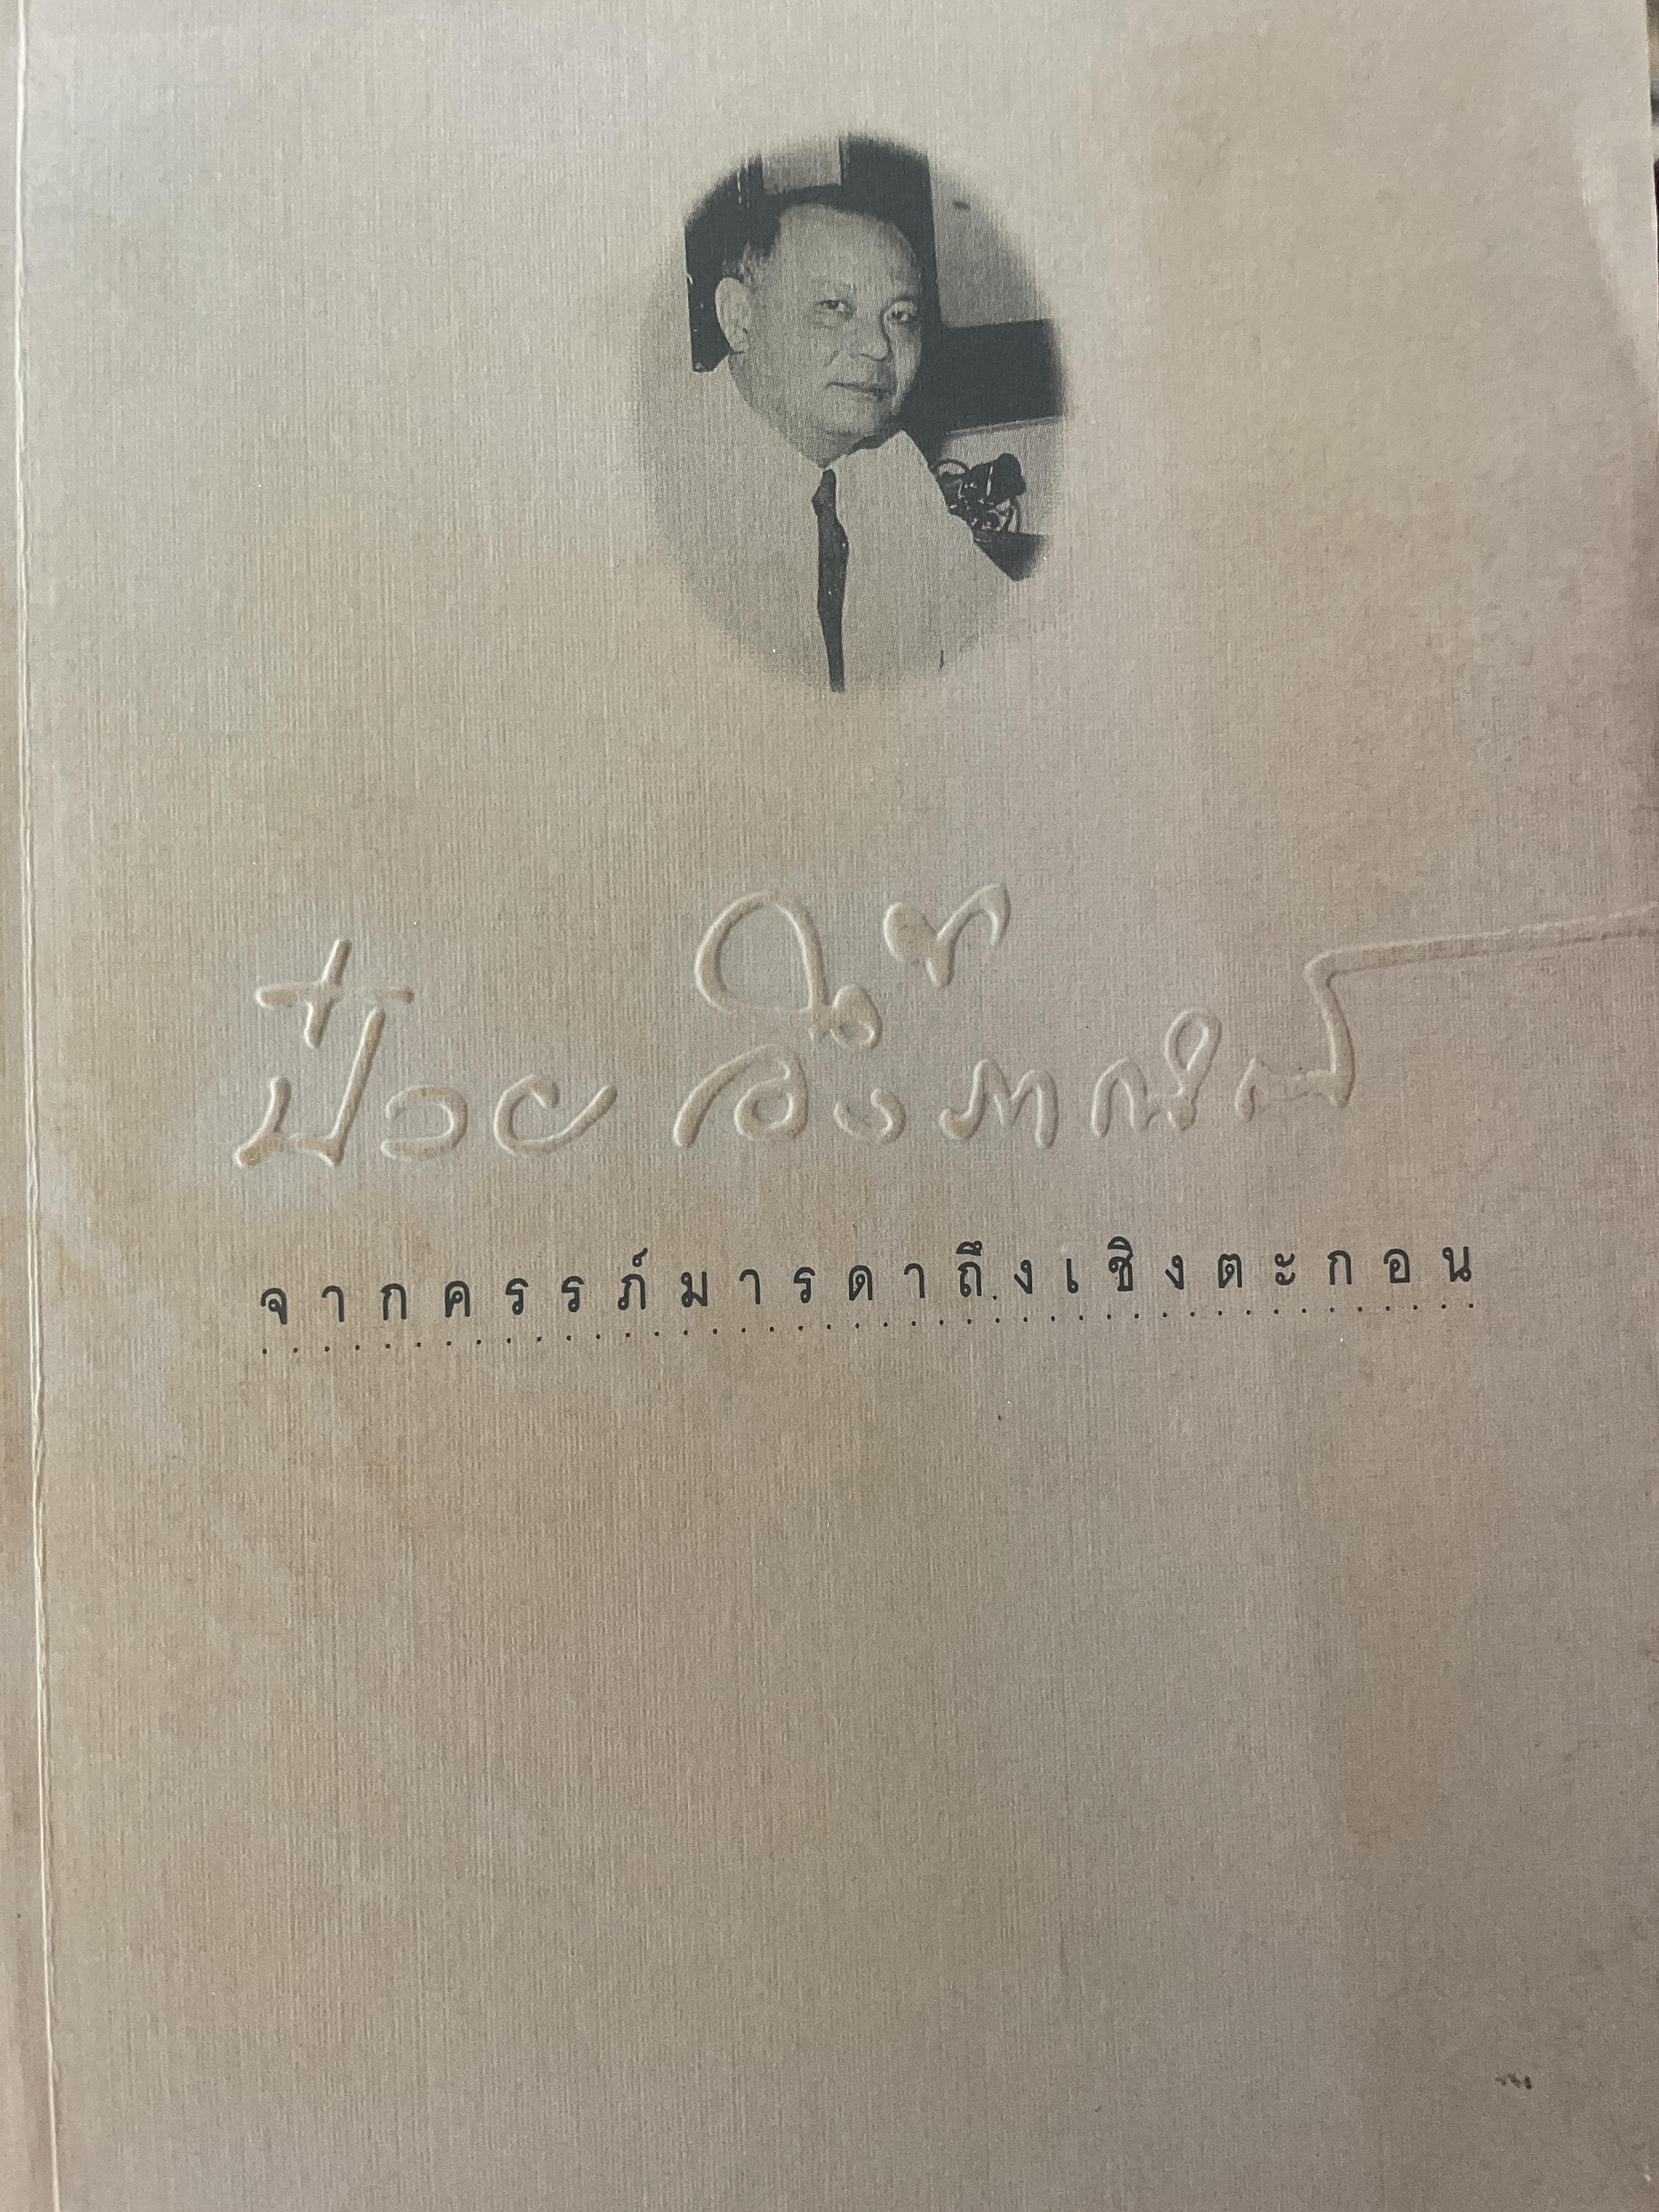 ป๋วย อึ๊งภากรณ์
จากครรภ์มารดาถึงเชิงตะกอน